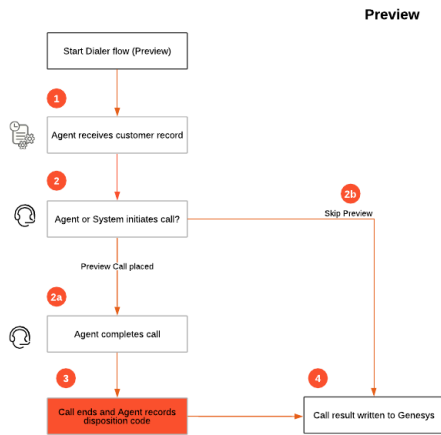 Preview
Start Dialer flow (Preview)
1
Agent receives customer record
2
Agent or System initiates call?
2b
Skip Preview
Preview Call placed
2a
Agent completes call
3
Call ends and Agent records
disposition code
4
Call result written to Genesys